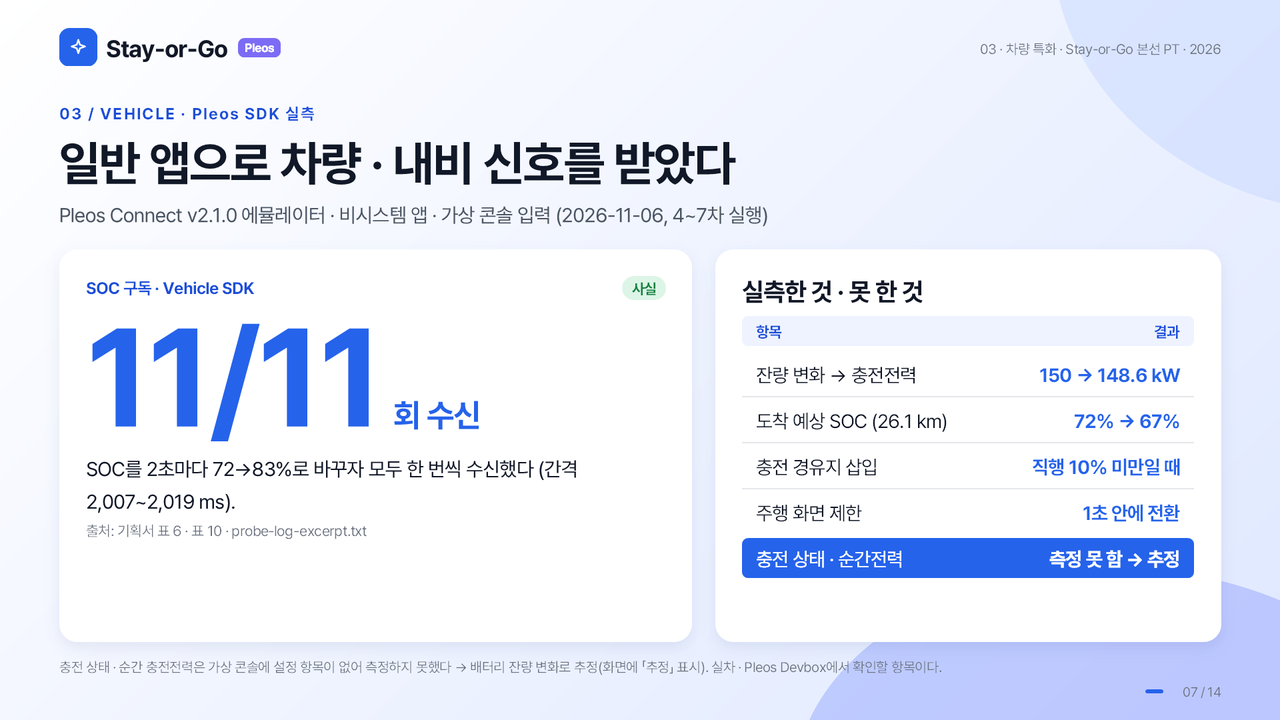 Stay-or-Go Pleos
03 · 차량 특화 · Stay-or-Go 본선 PT · 2026
03 / VEHICLE · Pleos SDK 실측
일반 앱으로 차량 · 내비 신호를 받았다
Pleos Connect v2.1.0 에뮬레이터 · 비시스템 앱 · 가상 콘솔 입력 (2026-11-06, 4~7차 실행)
SOC 구독 · Vehicle SDK 사실
11/11 회 수신
SOC를 2초마다 72→83%로 바꾸자 모두 한 번씩 수신했다 (간격
2,007~2,019 ms).
출처: 기획서 표 6 · 표 10 · probe-log-excerpt.txt
실측한 것 · 못 한 것
항목 결과
잔량 변화 → 충전전력 150 → 148.6 kW
도착 예상 SOC (26.1 km) 72% → 67%
충전 경유지 삽입 직행 10% 미만일 때
주행 화면 제한 1초 안에 전환
충전 상태 · 순간전력 측정 못 함 → 추정
충전 상태 · 순간 충전전력은 가상 콘솔에 설정 항목이 없어 측정하지 못했다 → 배터리 잔량 변화로 추정(화면에 「추정」 표시). 실차 · Pleos Devbox에서 확인할 항목이다.
07 / 14